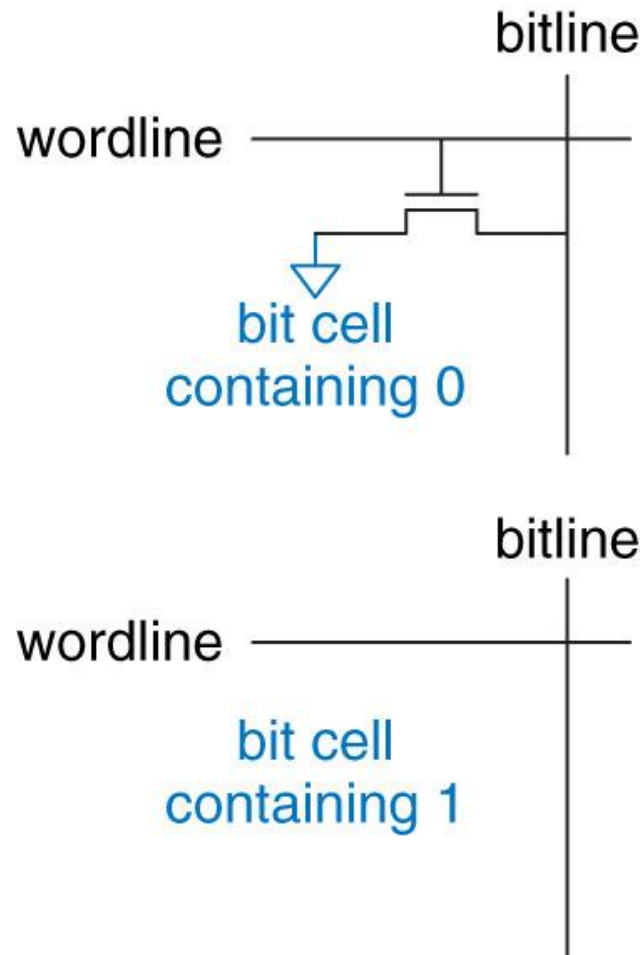 bitline
wordline
bit cell
containing 0
bitline
wordline
bit cell
containing 1